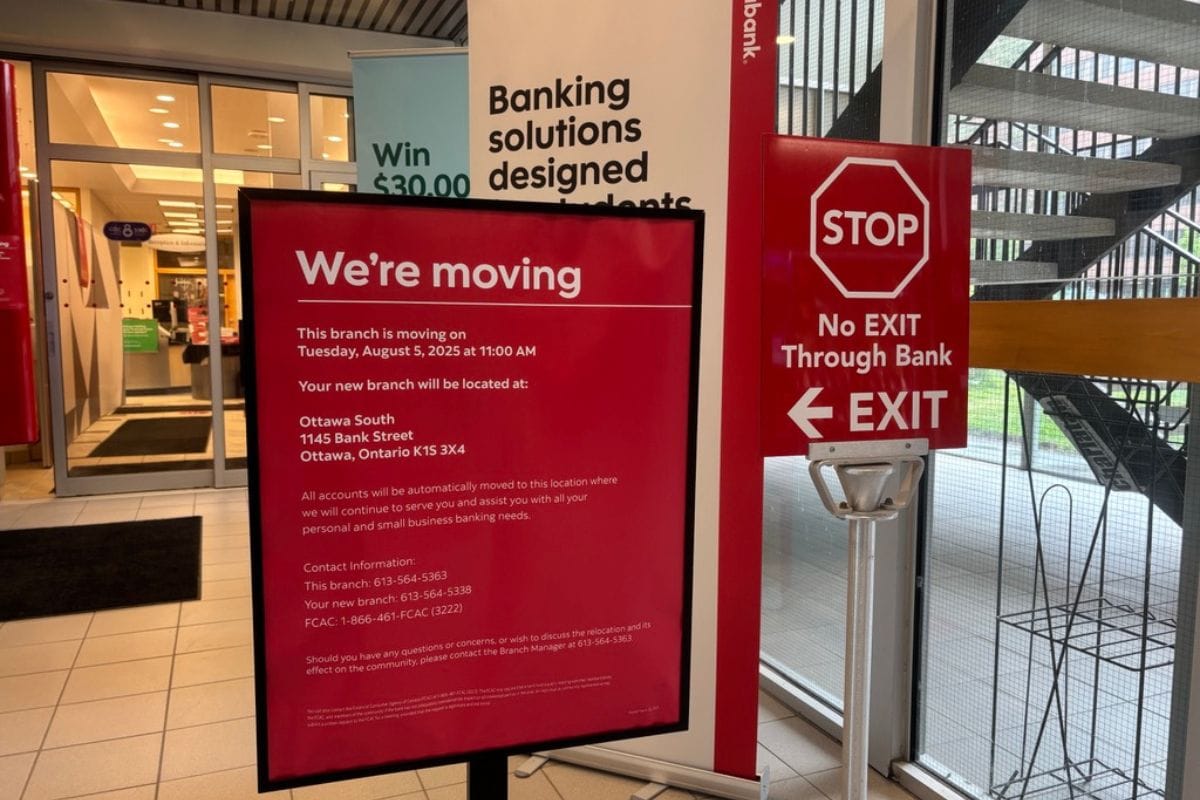 Win
$30,00
abank.
Banking
solutions
designed
We're moving
This branch is moving on
Tuesday, August 5, 2025 at 11:00 AM
Your new branch will be located at:
Ottawa South
1145 Bank Street
Ottawa, Ontario K1S 3X4
All accounts will be automatically moved to this location where
we will continue to serve you and assist you with all your
personal and small business banking needs.
Contact Information:
This branch: 613-564-5363
Your new branch: 613-564-5338
FCAC: 1-866-461-FCAC (3222)
Should you have any questions or concerns, or wish to discuss the relocation and its
effect on the community, please contact the Branch Manager at 613-564-5363
STOP
No EXIT
Through Bank
EXIT